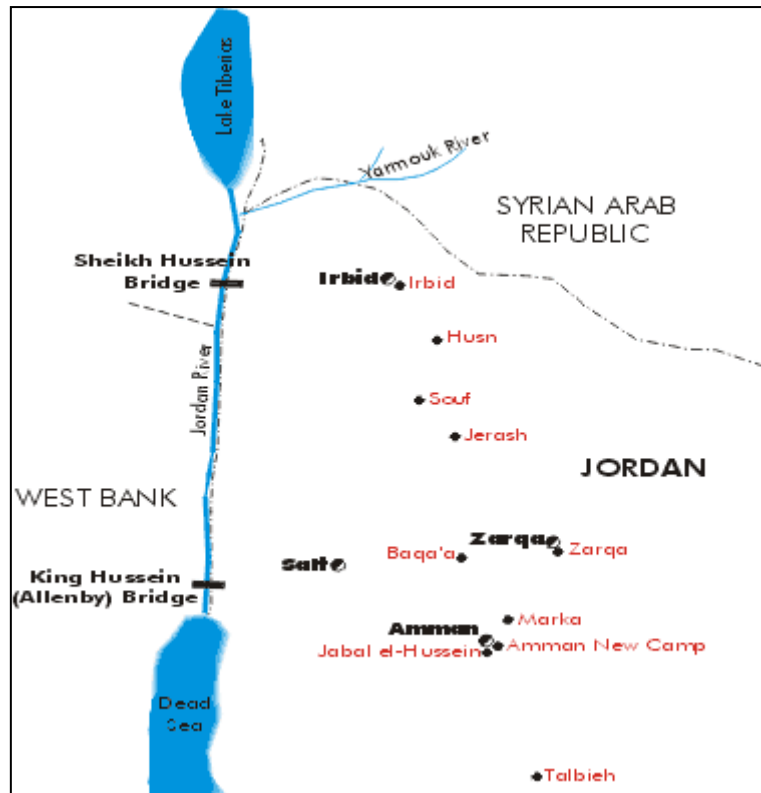 Lake Tiberias
Yarmouk River
SYRIAN ARAB
REPUBLIC
Sheikh Hussein
Bridge
Irbid
Irbid
Husn
Jordan River
Souf
Jerash
JORDAN
WEST BANK
Zarqa
Zarqa
Baqa'a
Salt
King Hussein
(Allenby) Bridge
Marka
Amman
Amman New Camp
Jabal el-Hussein
Dead
Sea
Talbieh